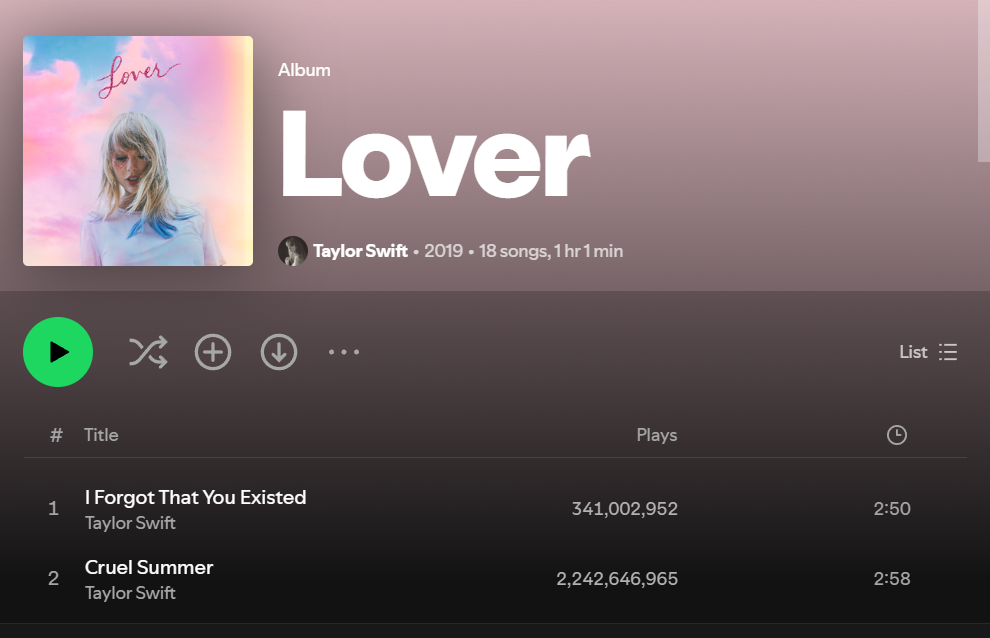 Lover
Album
Lover
Taylor Swift • 2019 • 18 songs, 1 hr 1 min
List
# Title Plays
1 I Forgot That You Existed 341,002,952 2:50
Taylor Swift
2 Cruel Summer 2,242,646,965 2:58
Taylor Swift